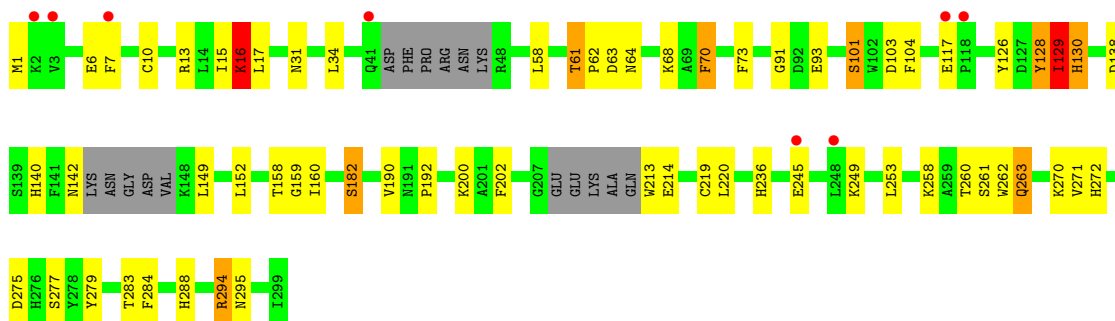 M1 K2 V3 E6 F7 C10 R13 L14 I15 K16 L17 N31 L34 Q41 ASP PHE PRO ARG ASN LYS R48 L58 T61 P62 D63 N64 K68 A69 F70 F73 G91 D92 E93 S101 W102 D103 F104 E117 P118 Y126 D127 Y128 I129 H130 D138
S139 H140 F141 N142 LYS ASN GLY ASP VAL K148 L149 L152 T158 G159 I160 S182 V190 N191 P192 K200 A201 F202 G207 GLU GLU LYS ALA GLN W213 E214 C219 L220 H236 E245 L248 K249 L253 K258 A259 T260 S261 W262 Q263 K270 V271 H272
D275 H276 S277 Y278 Y279 T283 F284 H288 R294 N295 I299